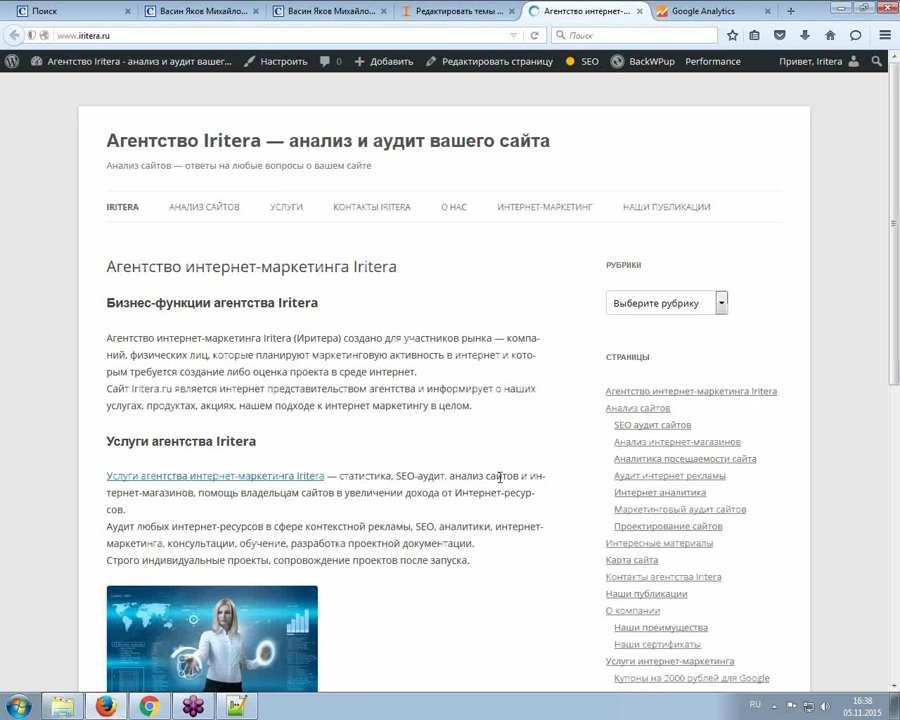 Поиск
Васин Яков Михайло...
Васин Яков Михайло...
Редактировать темы ...
Агентство интернет-...
Google Analytics
www.iritera.ru
Поиск
Агентство Iritera - анализ и аудит вашег...
Настроить
0
Добавить
Редактировать страницу
SEO
BackWPup
Performance
Привет, Iritera
Агентство Iritera — анализ и аудит вашего сайта
Анализ сайтов — ответы на любые вопросы о вашем сайте
IRITERA
АНАЛИЗ САЙТОВ
УСЛУГИ
КОНТАКТЫ IRITERA
О НАС
ИНТЕРНЕТ-МАРКЕТИНГ
НАШИ ПУБЛИКАЦИИ
Агентство интернет-маркетинга Iritera
Бизнес-функции агентства Iritera
Агентство интернет-маркетинга Iritera (Иритера) создано для участников рынка — компа-
ний, физических лиц, которые планируют маркетинговую активность в интернет и кото-
рым требуется создание либо оценка проекта в среде интернет.
Сайт Iritera.ru является интернет представительством агентства и информирует о наших
услугах, продуктах, акциях, нашем подходе к интернет маркетингу в целом.
Услуги агентства Iritera
Услуги агентства интернет-маркетинга Iritera — статистика, SEO-аудит. анализ сайтов и ин-
тернет-магазинов, помощь владельцам сайтов в увеличении дохода от Интернет-ресур-
сов.
Аудит любых интернет-ресурсов в сфере контекстной рекламы, SEO, аналитики, интернет-
маркетинга, консультации, обучение, разработка проектной документации.
Строго индивидуальные проекты, сопровождение проектов после запуска.
РУБРИКИ
Выберите рубрику
СТРАНИЦЫ
Агентство интернет-маркетинга Iritera
Анализ сайтов
SEO аудит сайтов
Анализ интернет-магазинов
Аналитика посещаемости сайта
Аудит интернет рекламы
Интернет аналитика
Маркетинговый аудит сайтов
Проектирование сайтов
Интересные материалы
Карта сайта
Контакты агентства Iritera
Наши публикации
О компании
Наши преимущества
Наши сертификаты
Услуги интернет-маркетинга
Купоны на 2000 рублей для Google
RU
16:38
05.11.2015